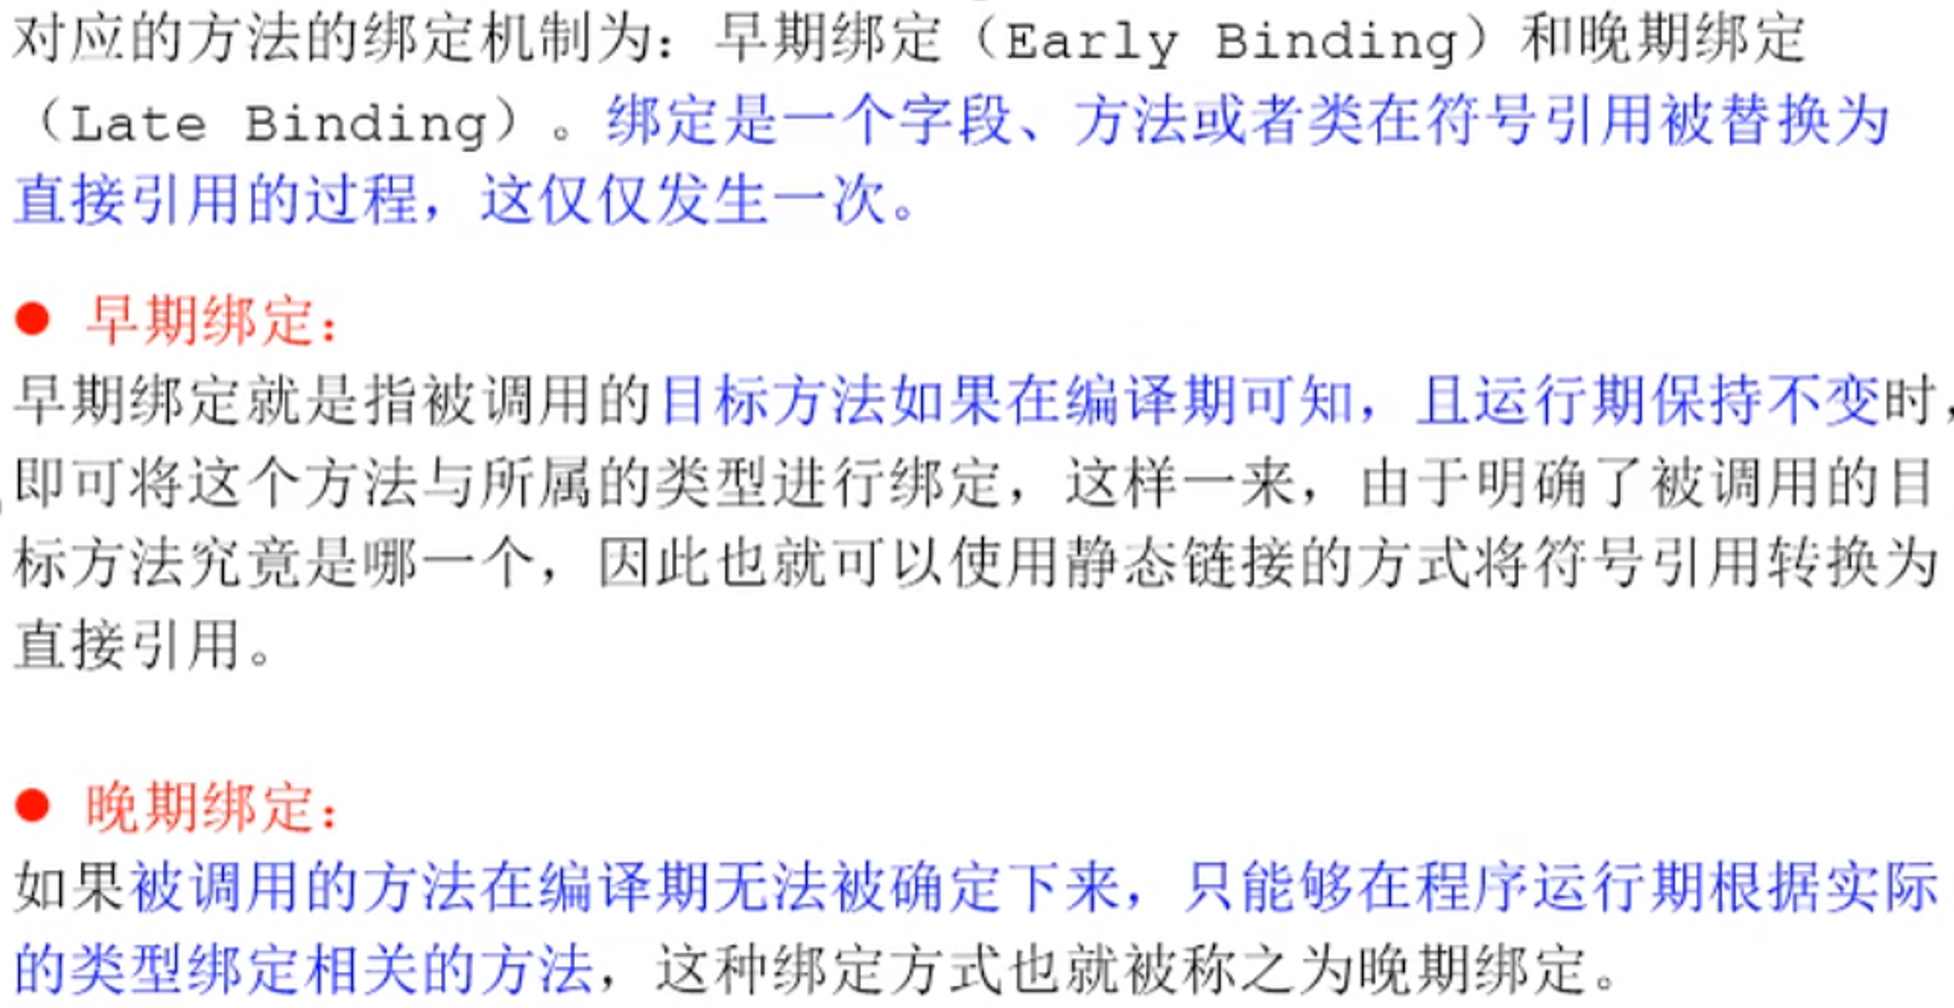 对应的方法的绑定机制为：早期绑定（Early Binding）和晚期绑定
（Late Binding）。绑定是一个字段、方法或者类在符号引用被替换为
直接引用的过程，这仅仅发生一次。
● 早期绑定：
早期绑定就是指被调用的目标方法如果在编译期可知，且运行期保持不变时，
即可将这个方法与所属的类型进行绑定，这样一来，由于明确了被调用的目
标方法究竟是哪一个，因此也就可以使用静态链接的方式将符号引用转换为
直接引用。
● 晚期绑定：
如果被调用的方法在编译期无法被确定下来，只能够在程序运行期根据实际
的类型绑定相关的方法，这种绑定方式也就被称之为晚期绑定。